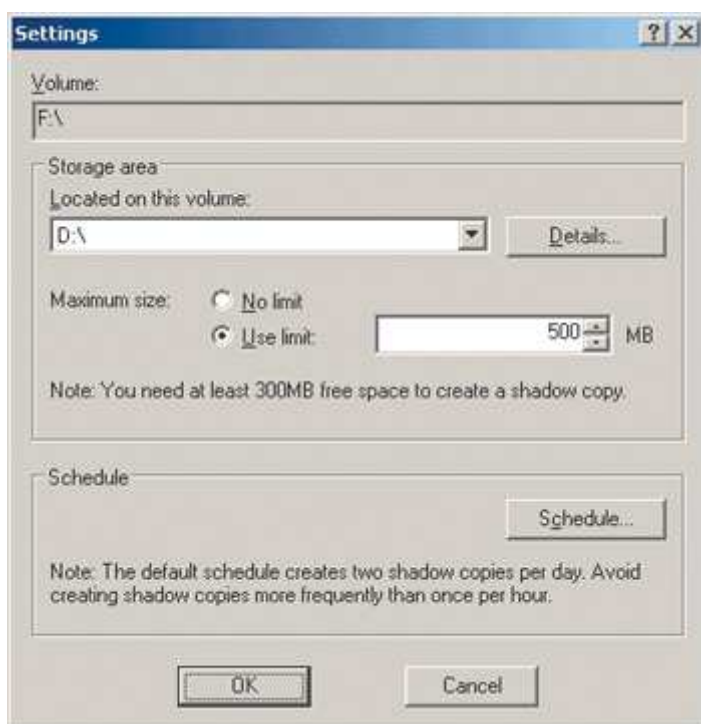 Settings
Volume:
F:\
Storage area
Located on this volume:
D:\
Details...
Maximum size:
No limit
Use limit:
500
MB
Note: You need at least 300MB free space to create a shadow copy.
Schedule
Schedule...
Note: The default schedule creates two shadow copies per day. Avoid
creating shadow copies more frequently than once per hour.
OK
Cancel